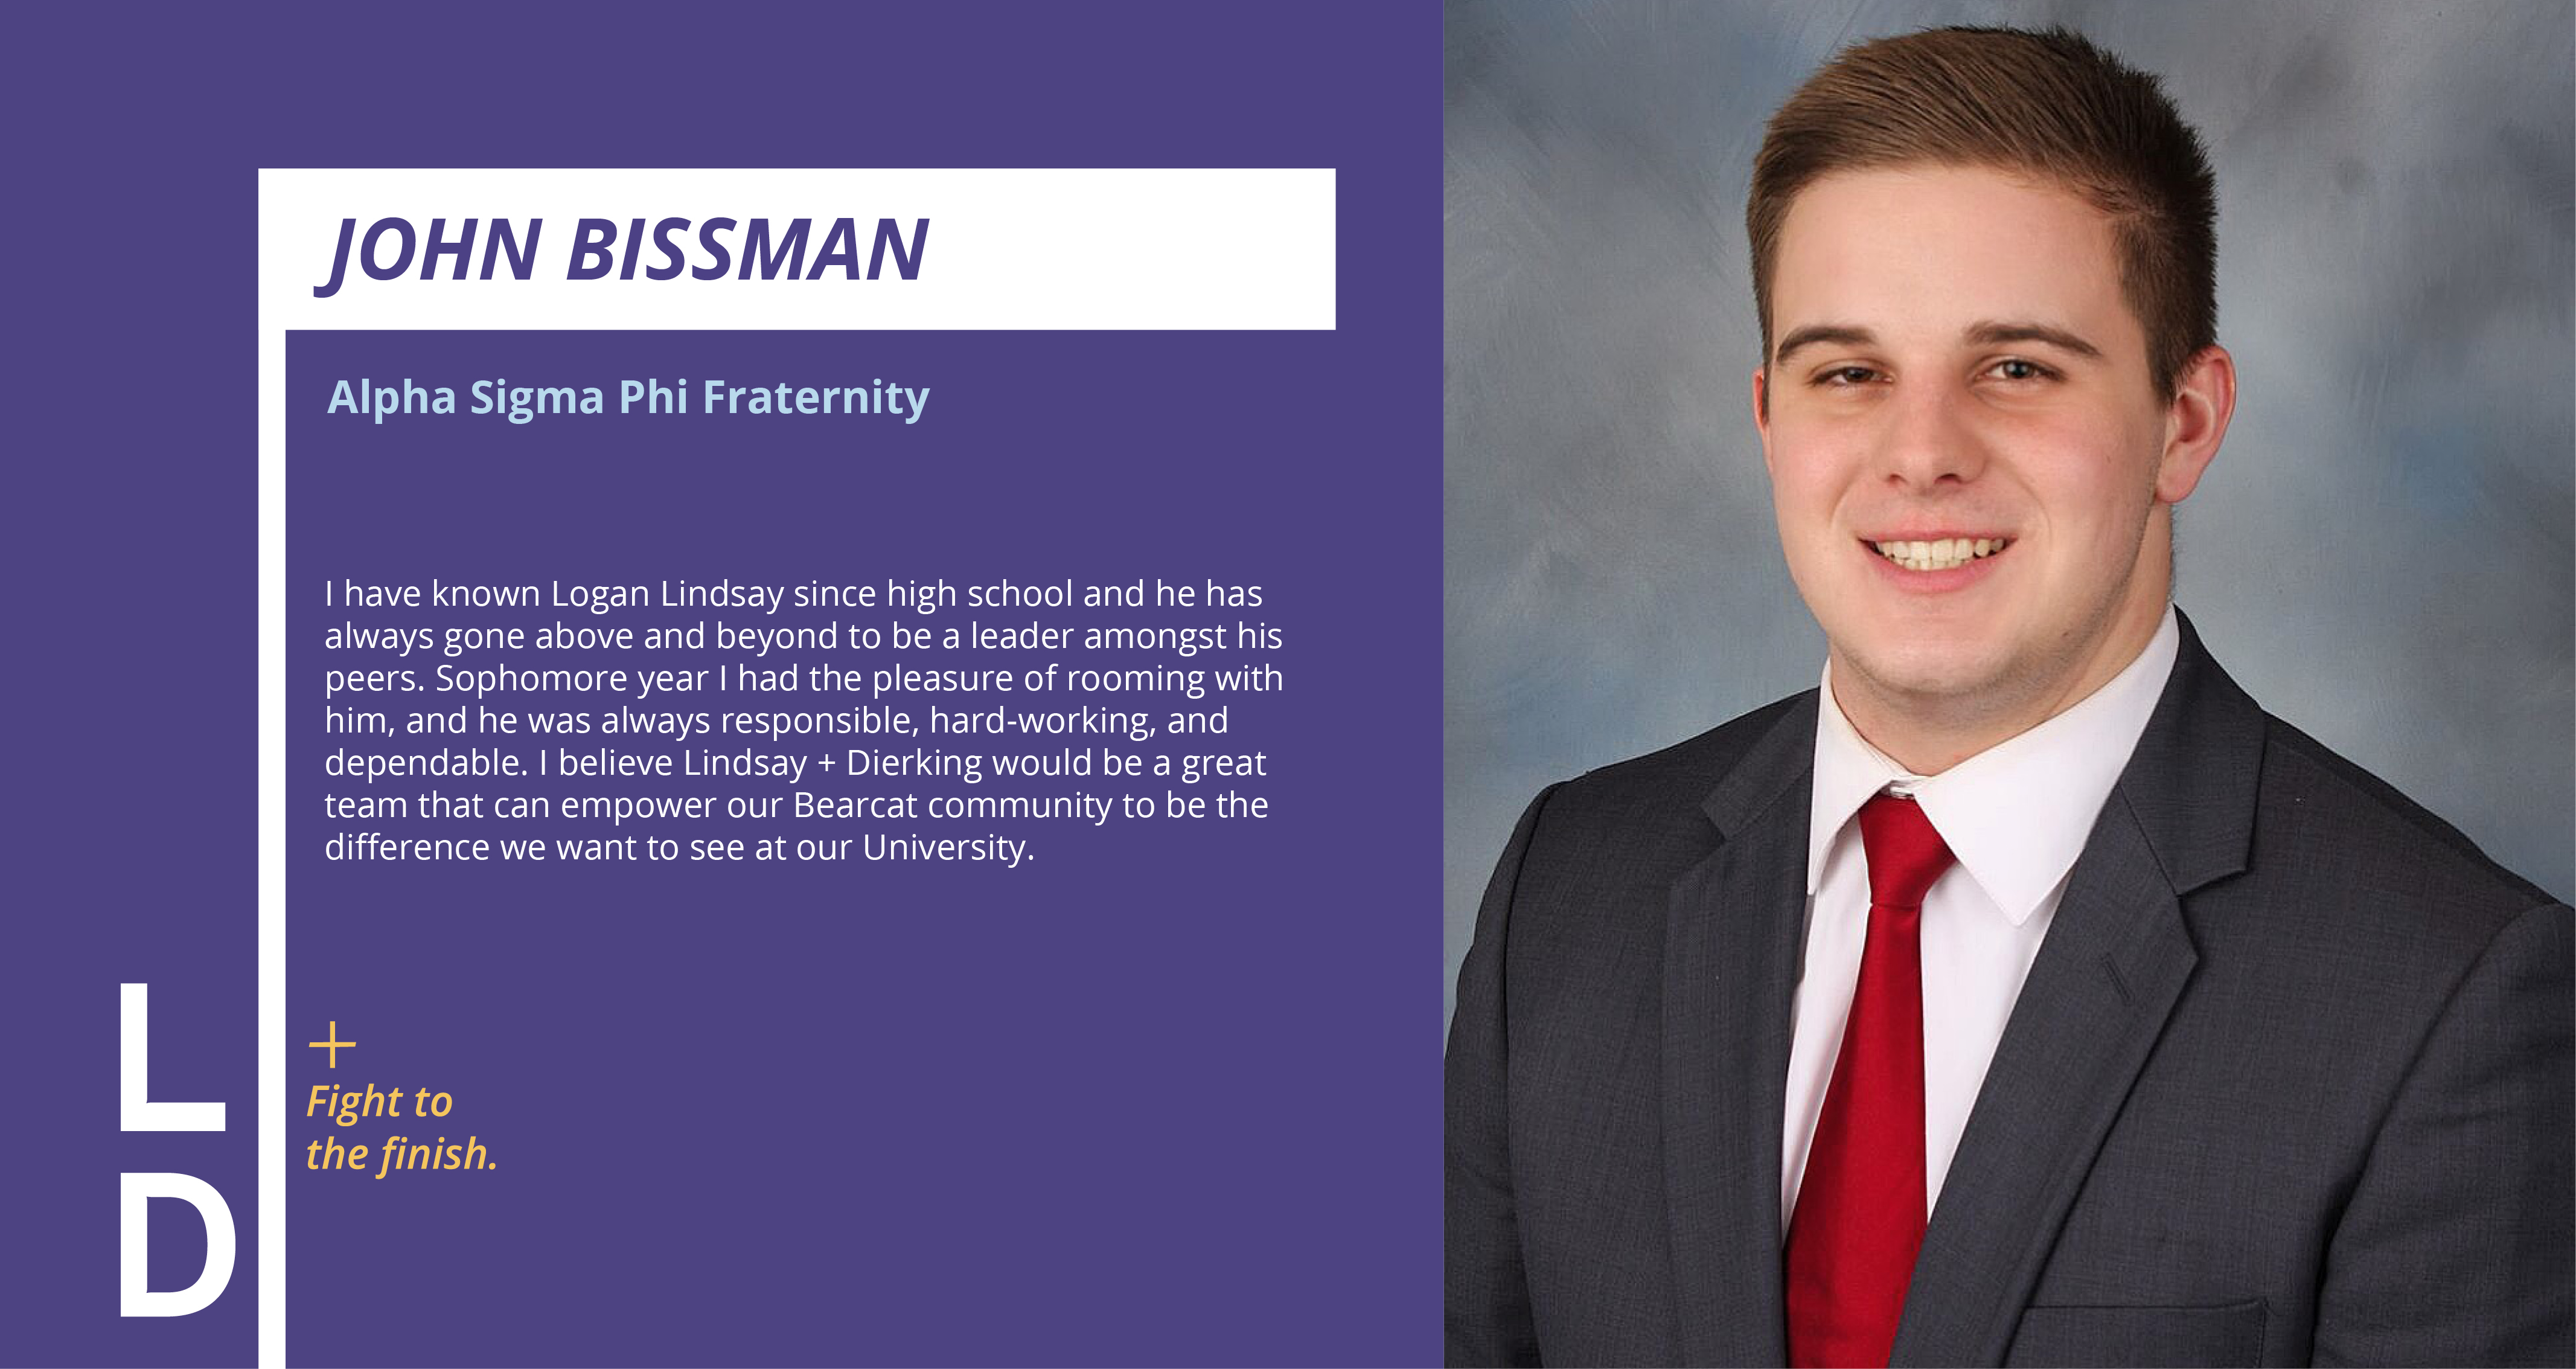 JOHN BISSMAN
Alpha Sigma Phi Fraternity
I have known Logan Lindsay since high school and he has
always gone above and beyond to be a leader amongst his
peers. Sophomore year I had the pleasure of rooming with
him, and he was always responsible, hard-working, and
dependable. I believe Lindsay + Dierking would be a great
team that can empower our Bearcat community to be the
difference we want to see at our University.
L
D
+
Fight to
the finish.